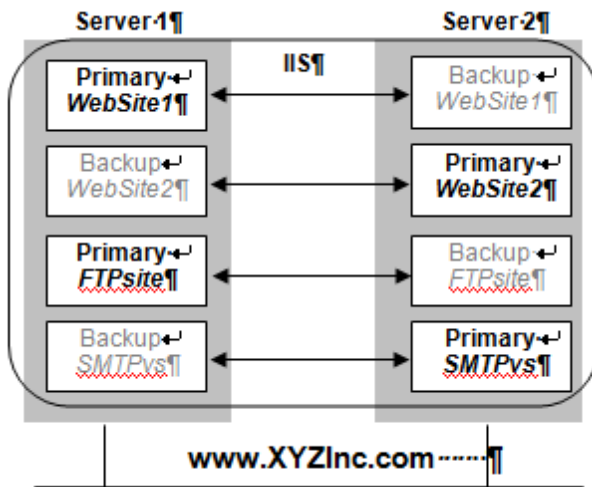 Server 1¶
Server 2¶
IIS¶
Primary↵
WebSite1¶
Backup↵
WebSite1¶
Backup↵
WebSite2¶
Primary↵
WebSite2¶
Primary↵
FTPsite¶
Backup↵
FTPsite¶
Backup↵
SMTPvs¶
Primary↵
SMTPvs¶
www.XYZInc.com·······¶